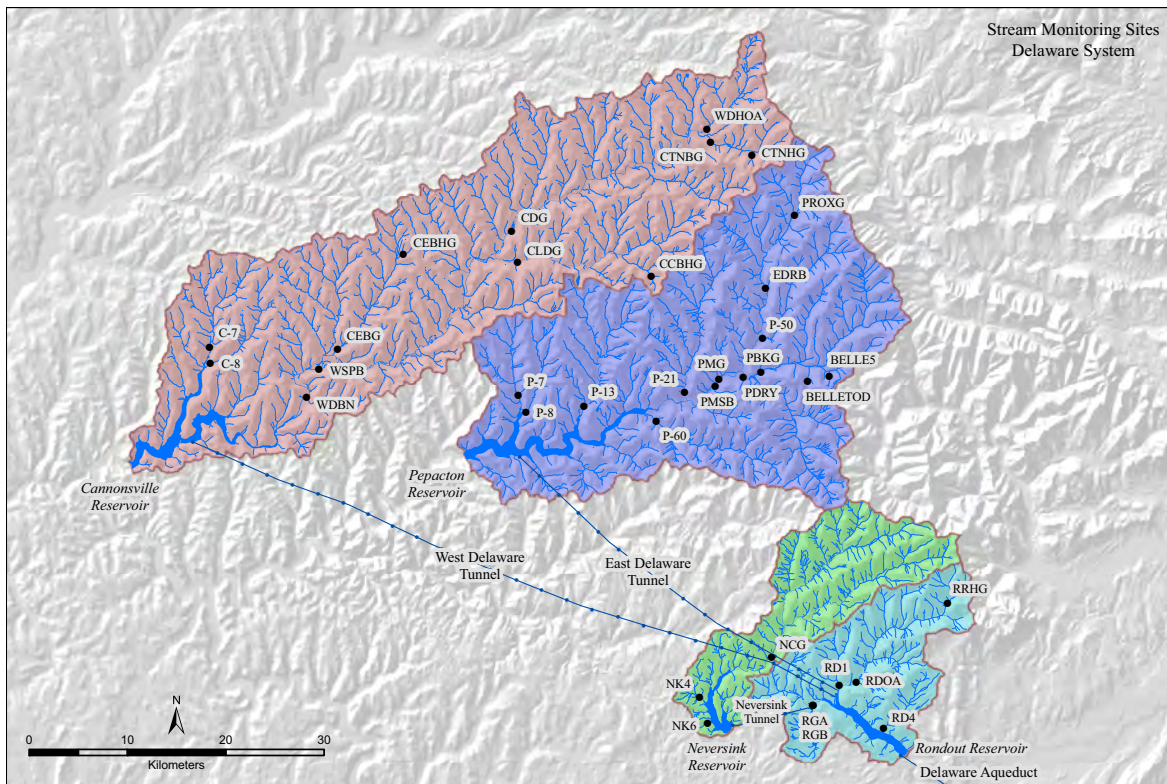 Stream Monitoring Sites
Delaware System
WDHOA
CTNBG
CTNHG
PROXG
CDG
CEBHG
CLDG
CCBHG
EDRB
C-7
C-8
CEBG
WSPB
WDBN
P-50
PMG
PBKG
BELLE5
P-7
P-13
P-21
PMSB
PDRY
BELLETOD
P-8
P-60
Cannonsville
Reservoir
Pepacton
Reservoir
West Delaware
Tunnel
East Delaware
Tunnel
RRHG
NCG
NK4
RD1
RDOA
Neversink
Tunnel
NK6
RGA
RGB
RD4
Neversink
Reservoir
Rondout Reservoir
Delaware Aqueduct
N
0 10 20 30
Kilometers